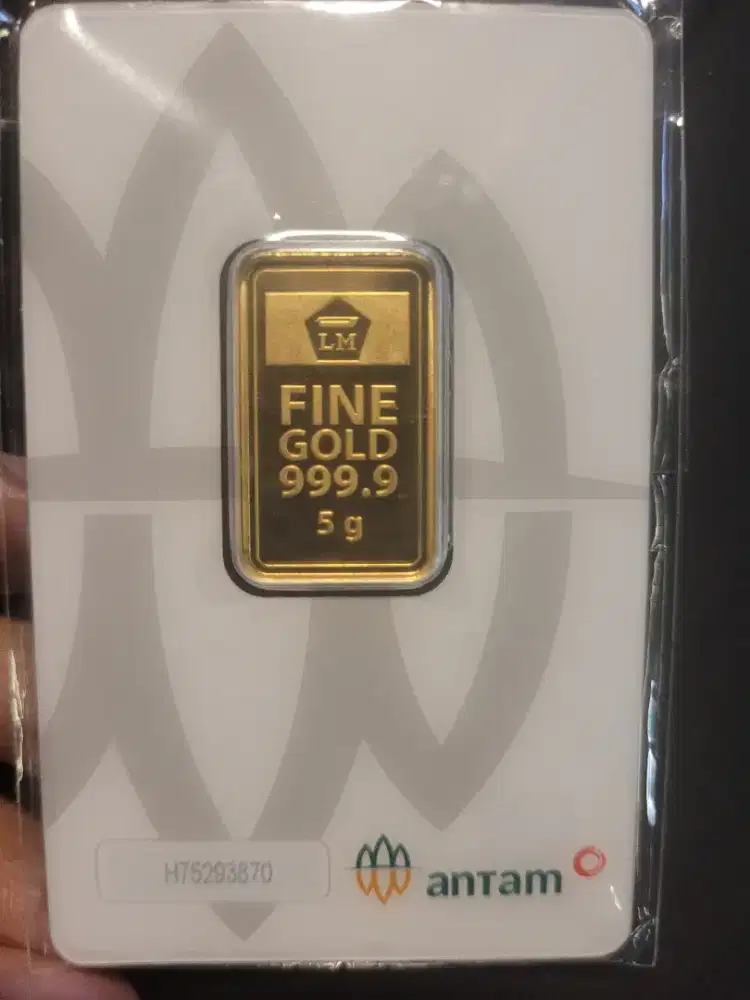 LM
FINE
GOLD
999.9
5 g
H75293870
antam